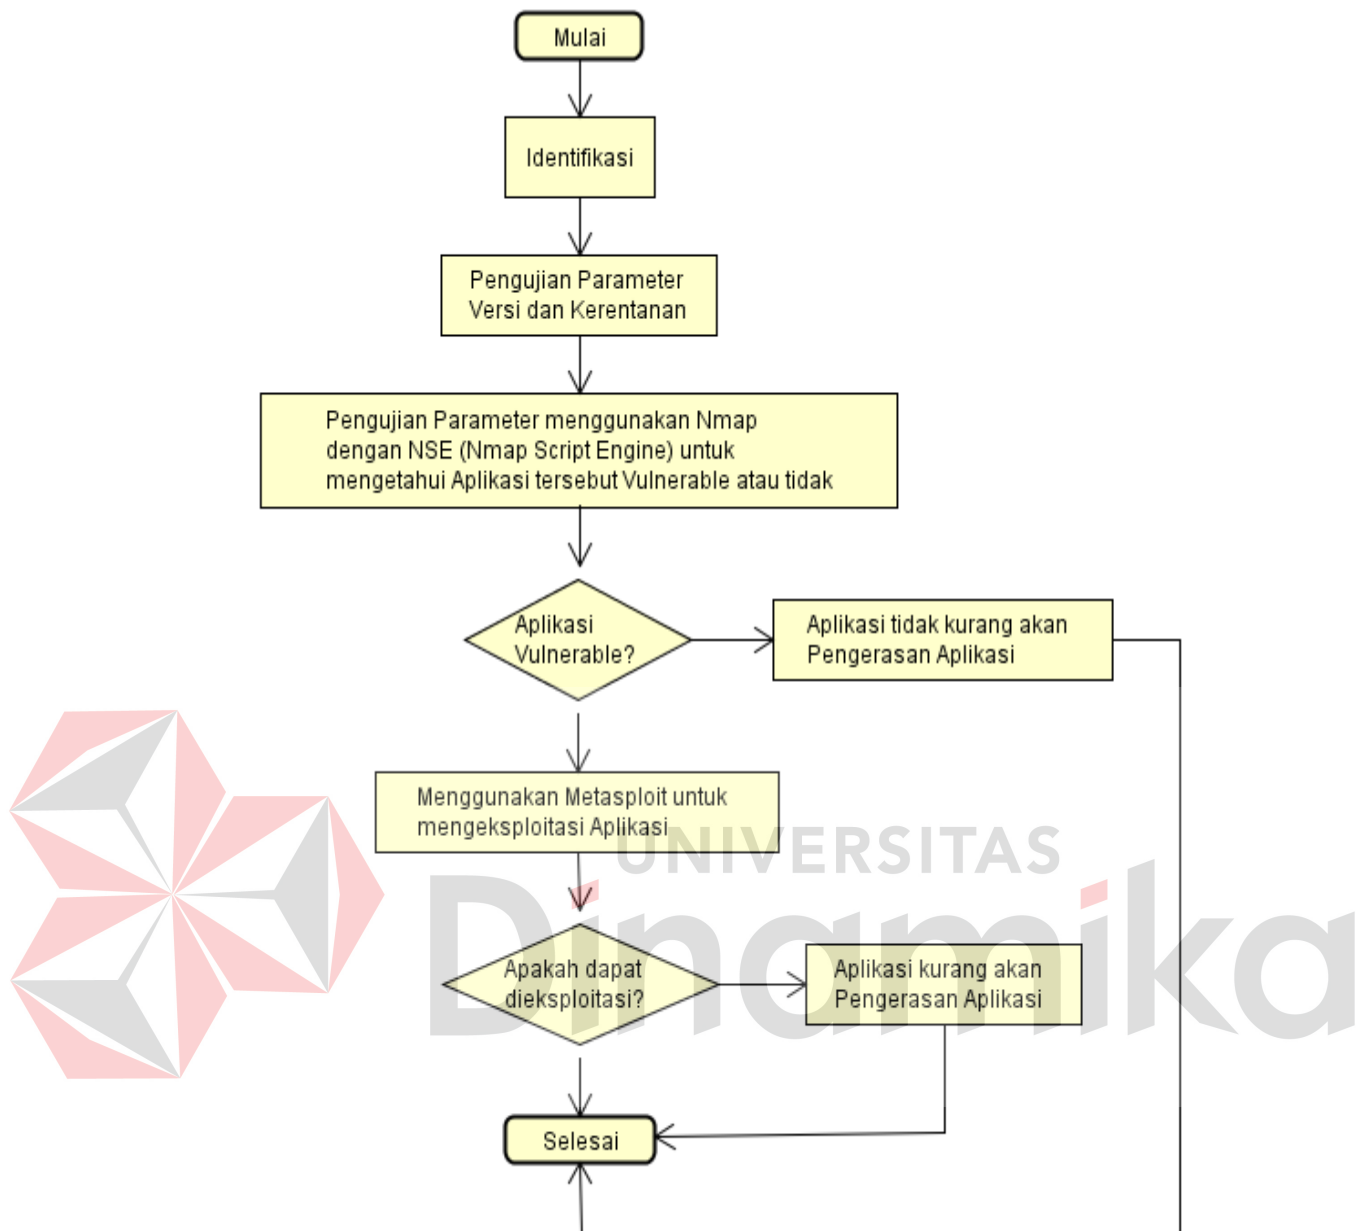 Mulai
Identifikasi
Pengujian Parameter
Versi dan Kerentanan
Pengujian Parameter menggunakan Nmap
dengan NSE (Nmap Script Engine) untuk
mengetahui Aplikasi tersebut Vulnerable atau tidak
Aplikasi
Vulnerable?
Aplikasi tidak kurang akan
Pengerasan Aplikasi
Menggunakan Metasploit untuk
mengeksploitasi Aplikasi
UNIVERSITAS
Dinamika
Apakah dapat
dieksploitasi?
Aplikasi kurang akan
Pengerasan Aplikasi
Selesai